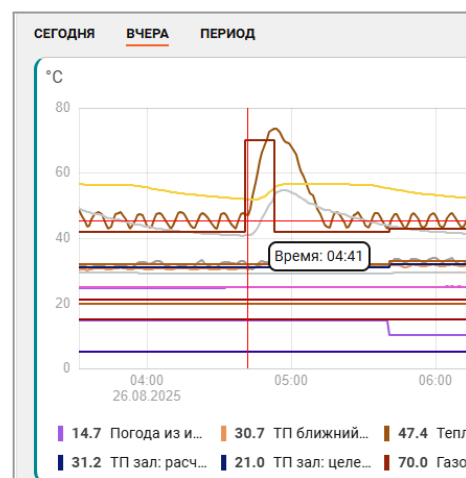 СЕГОДНЯ ВЧЕРА ПЕРИОД
°C
80
60
40
Время: 04:41
20
0
04:00 05:00 06:00
26.08.2025
14.7 Погода из и... 30.7 ТП ближний... 47.4 Тепл
31.2 ТП зал: расч... 21.0 ТП зал: целе... 70.0 Газо